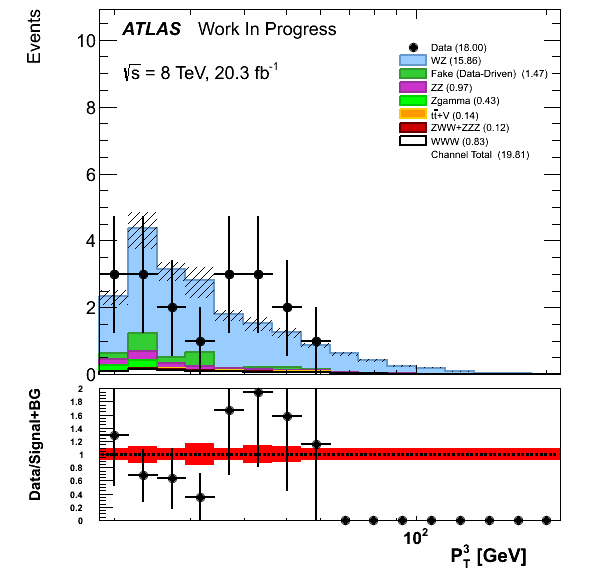 Events
ATLAS Work In Progress
√s = 8 TeV, 20.3 fb⁻¹
Data (18.00)
WZ (15.86)
Fake (Data-Driven) (1.47)
ZZ (0.97)
Zgamma (0.43)
tt̄+V (0.14)
ZWW+ZZZ (0.12)
WWW (0.83)
Channel Total (19.81)
10
8
6
4
2
0
Data/Signal+BG
2
1.8
1.6
1.4
1.2
1
0.8
0.6
0.4
0.2
0
10²
P³_T [GeV]